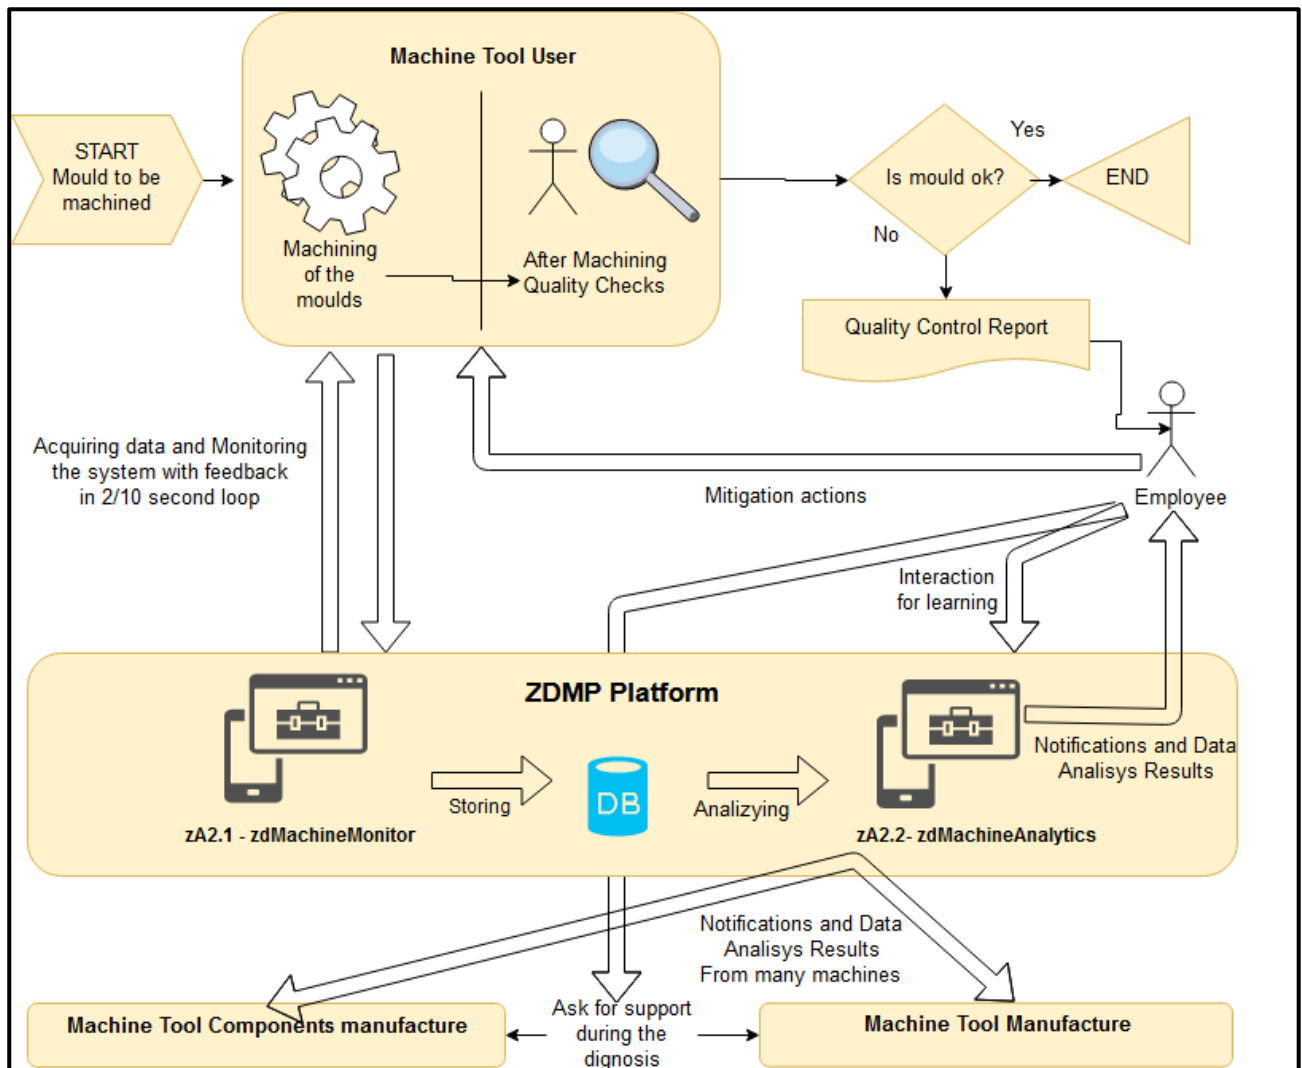 Machine Tool User
START
Mould to be
machined
Machining
of the
moulds
After Machining
Quality Checks
Is mould ok?
Yes
END
No
Quality Control Report
Employee
Acquiring data and Monitoring
the system with feedback
in 2/10 second loop
Mitigation actions
Interaction
for learning
ZDMP Platform
zA2.1 - zdMachineMonitor
Storing
DB
Analizying
zA2.2- zdMachineAnalytics
Notifications and Data
Analisys Results
Notifications and Data
Analisys Results
From many machines
Machine Tool Components manufacture
Ask for support
during the
dignosis
Machine Tool Manufacture